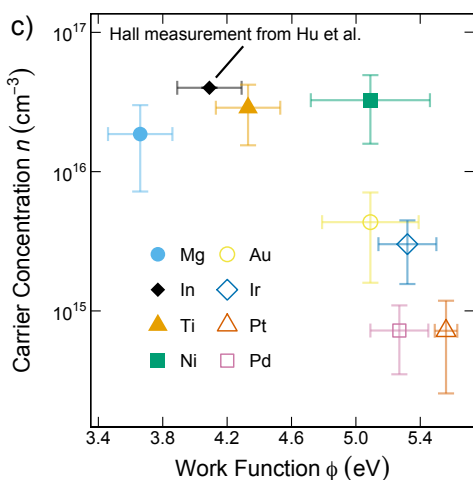 c)
Hall measurement from Hu et al.
Carrier Concentration n (cm⁻³)
10¹⁷
10¹⁶
10¹⁵
Mg
In
Ti
Ni
Au
Ir
Pt
Pd
3.4 3.8 4.2 4.6 5.0 5.4
Work Function ϕ (eV)